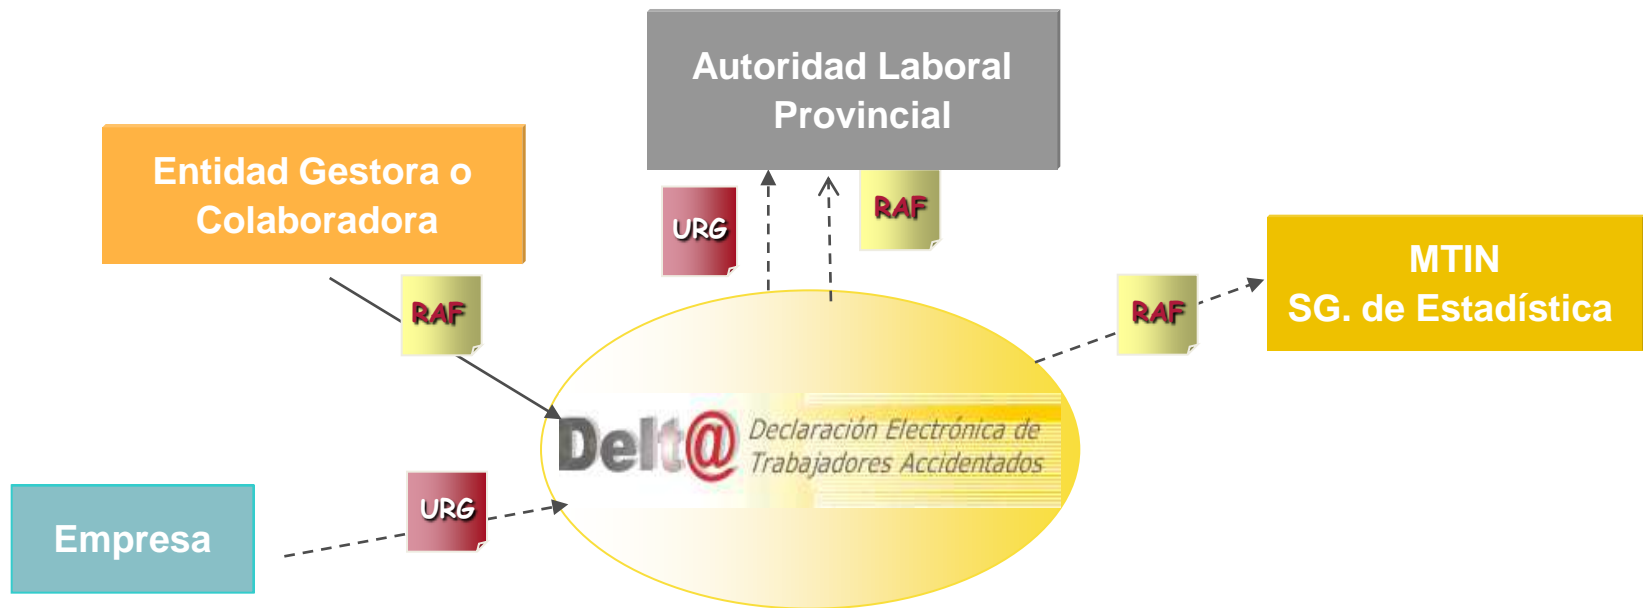 Autoridad Laboral
Provincial
Entidad Gestora o
Colaboradora
URG
RAF
MTIN
SG. de Estadística
RAF
RAF
Delt@ Declaración Electrónica de
Trabajadores Accidentados
URG
Empresa